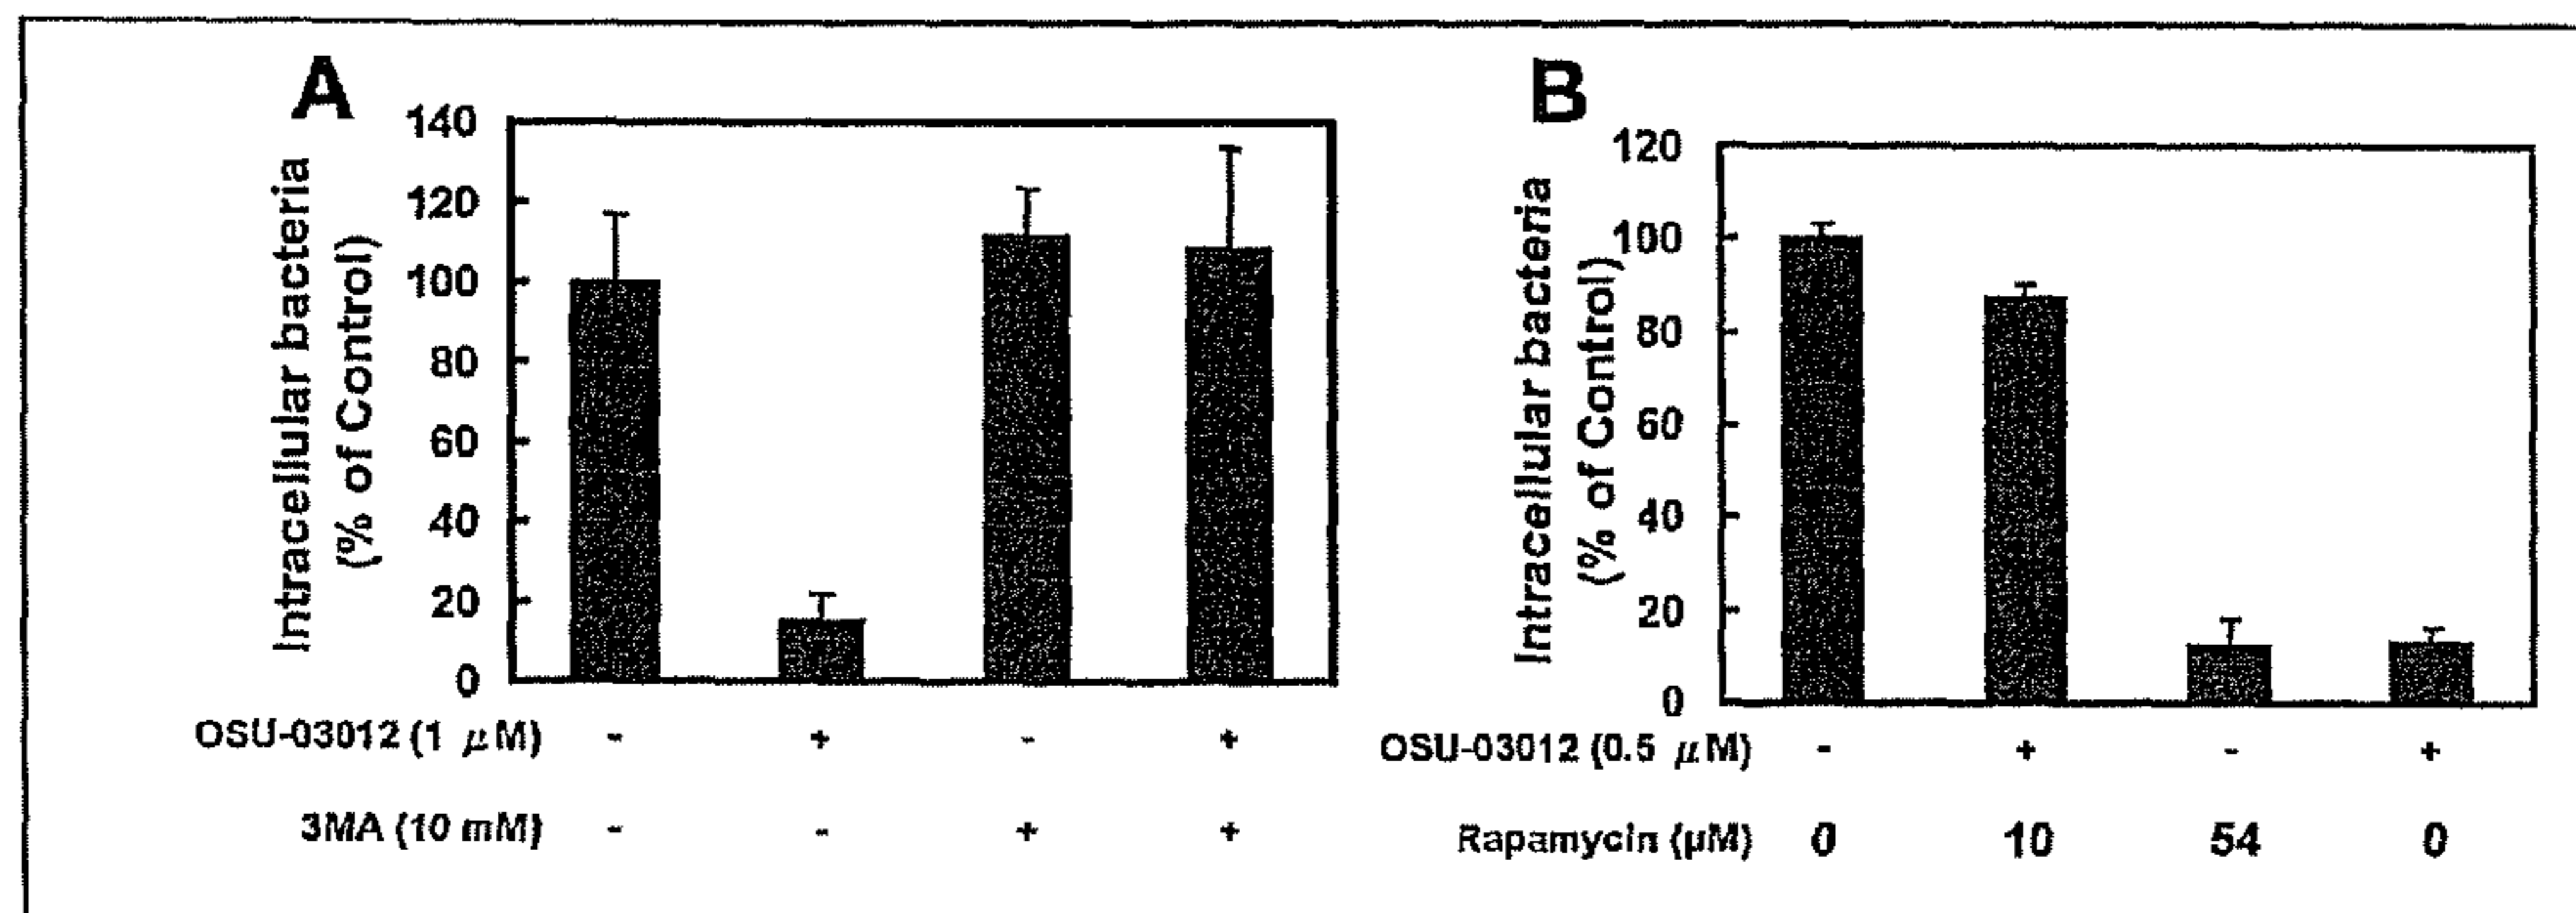 A
140
120
100
80
60
40
20
0
Intracellular bacteria
(% of Control)
OSU-03012 (1 μM) - + - +
3MA (10 mM) - - + +
B
120
100
80
60
40
20
0
Intracellular bacteria
(% of Control)
OSU-03012 (0.5 μM) - + - +
Rapamycin (μM) 0 10 54 0